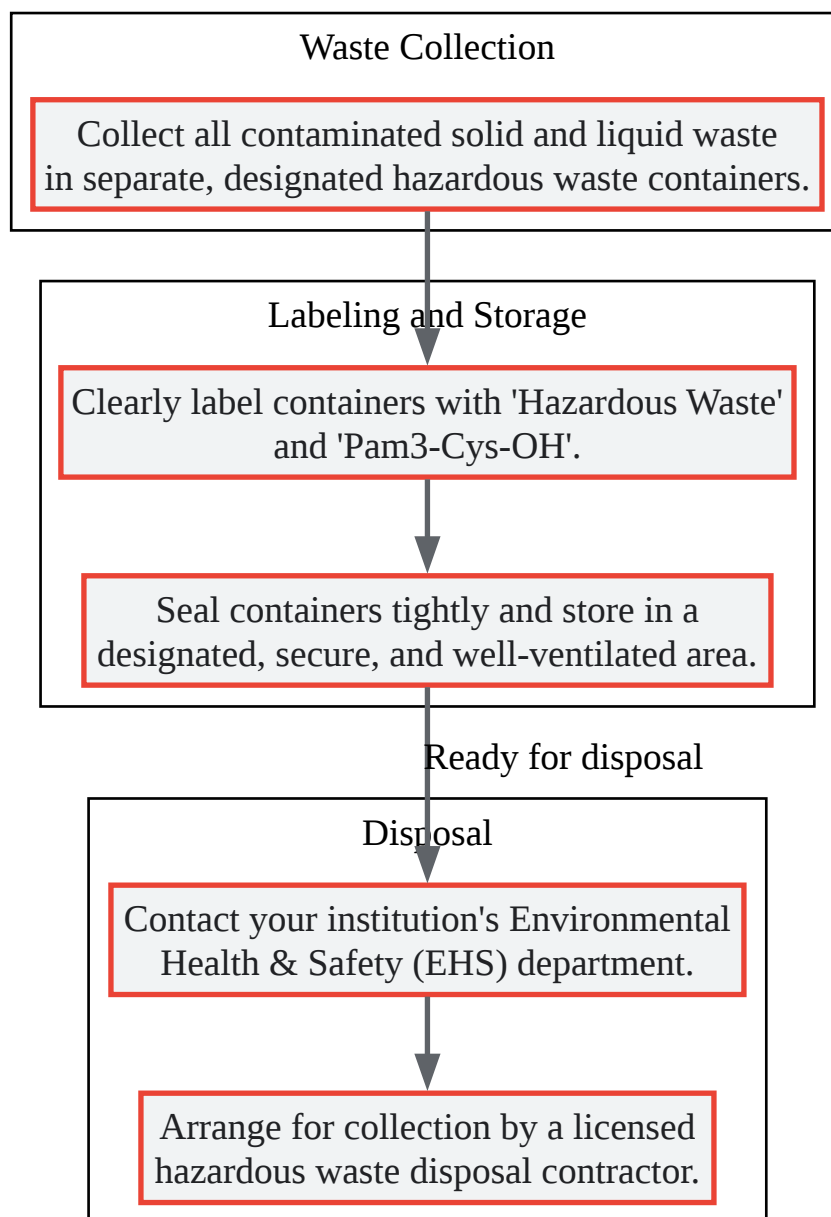 Waste Collection
Collect all contaminated solid and liquid waste
in separate, designated hazardous waste containers.
Labeling and Storage
Clearly label containers with 'Hazardous Waste'
and 'Pam3-Cys-OH'.
Seal containers tightly and store in a
designated, secure, and well-ventilated area.
Ready for disposal
Disposal
Contact your institution's Environmental
Health & Safety (EHS) department.
Arrange for collection by a licensed
hazardous waste disposal contractor.